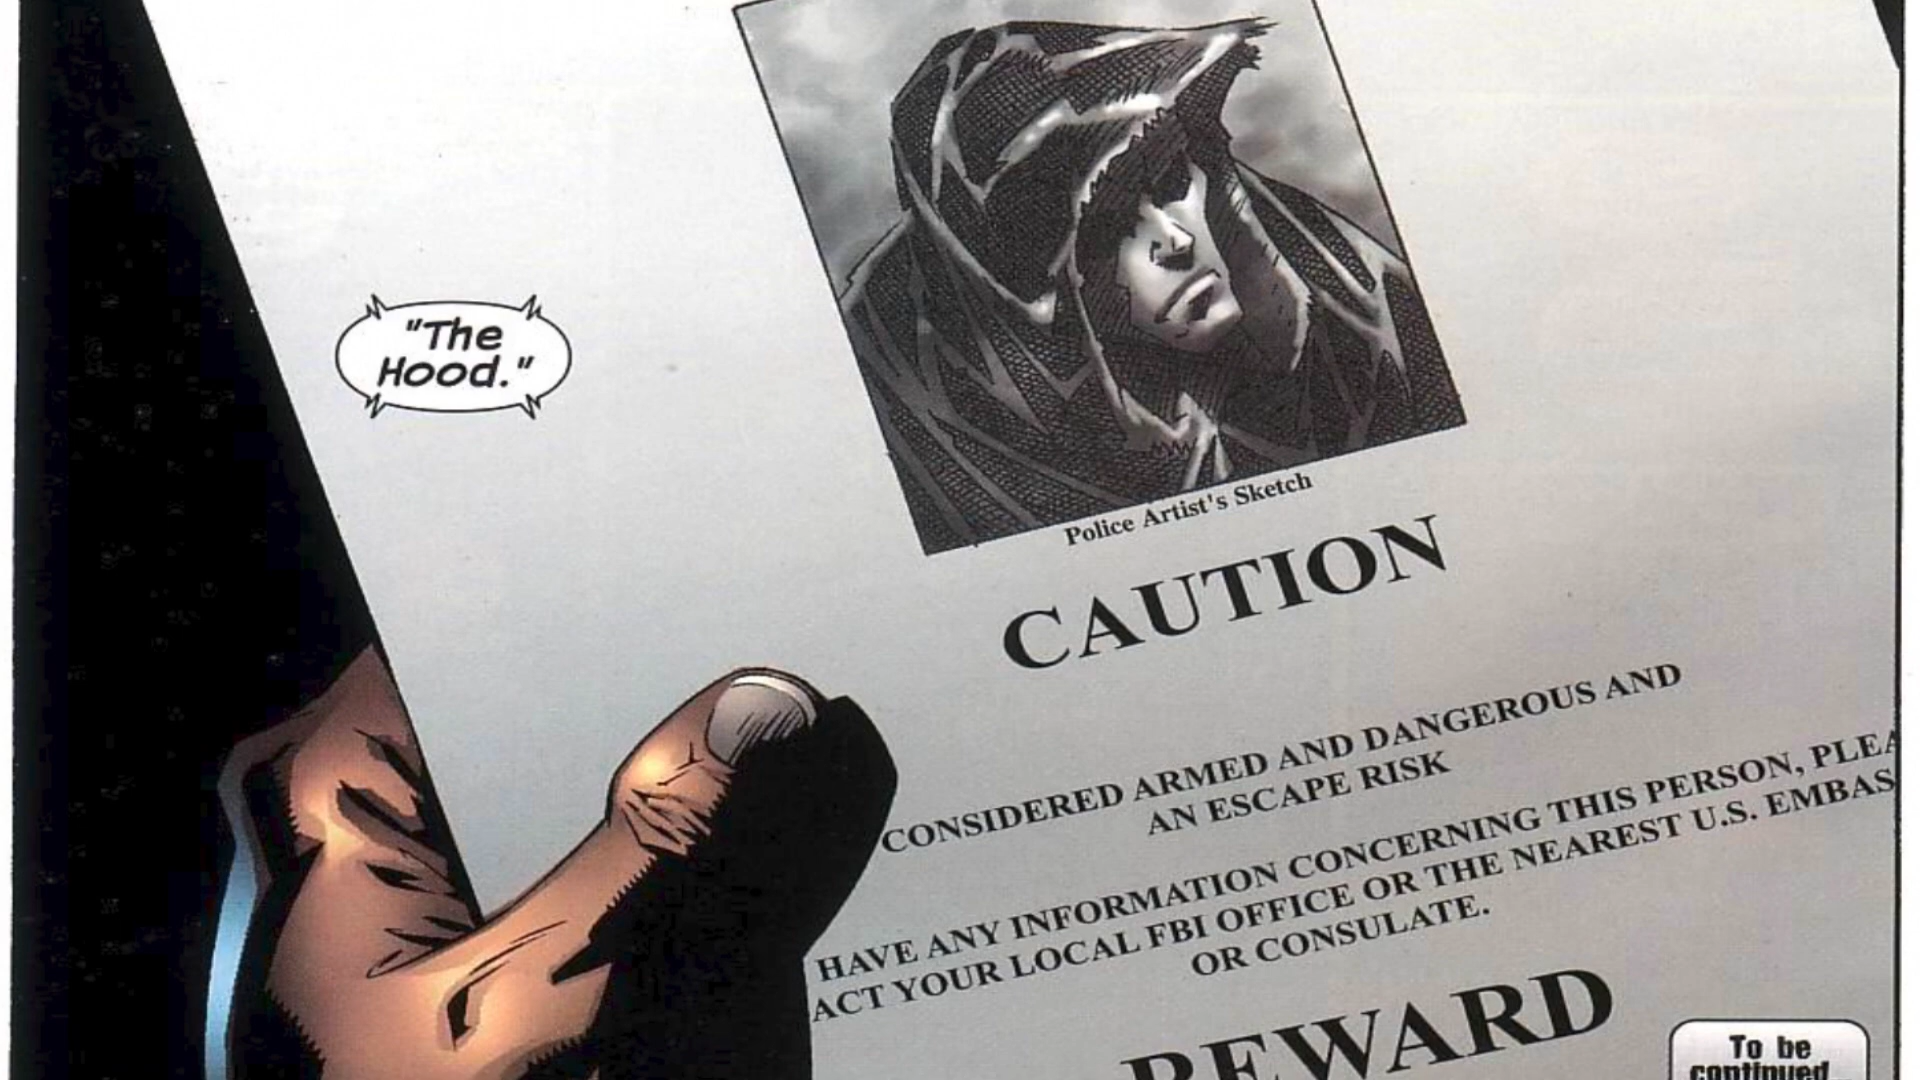 "The
Hood."
Police Artist's Sketch
CAUTION
CONSIDERED ARMED AND DANGEROUS AND
AN ESCAPE RISK
HAVE ANY INFORMATION CONCERNING THIS PERSON, PLEA
ACT YOUR LOCAL FBI OFFICE OR THE NEAREST U.S. EMBAS
OR CONSULATE.
REWARD
To be
continued